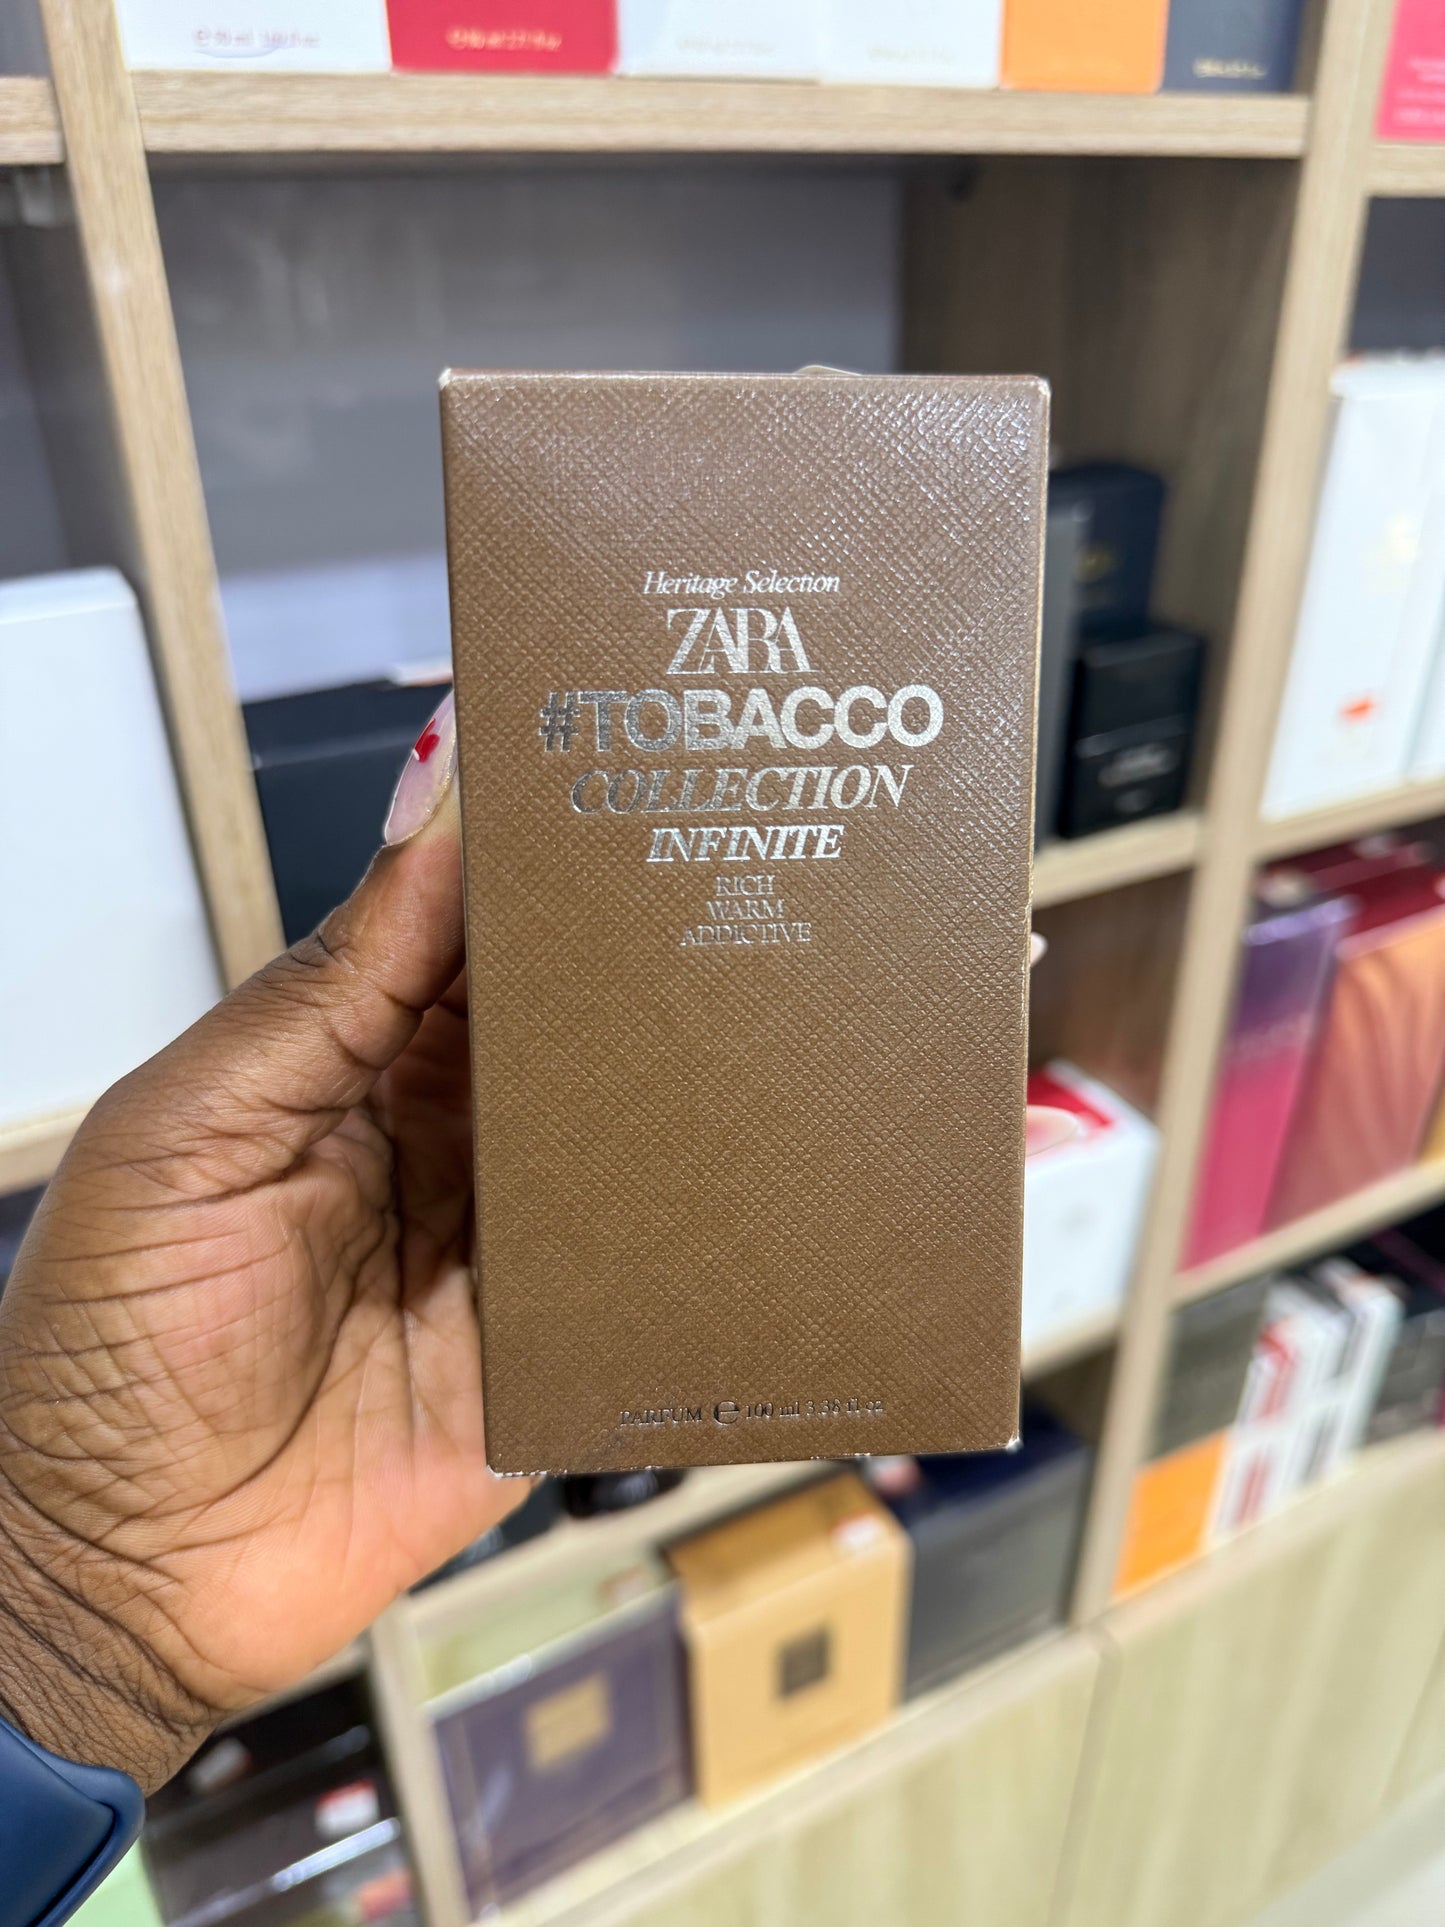 Heritage Selection
ZARA
#TOBACCO
COLLECTION
INFINITE
RICH
WARM
ADDICTIVE
PARFUM ℮ 100 ml 3.38 fl oz